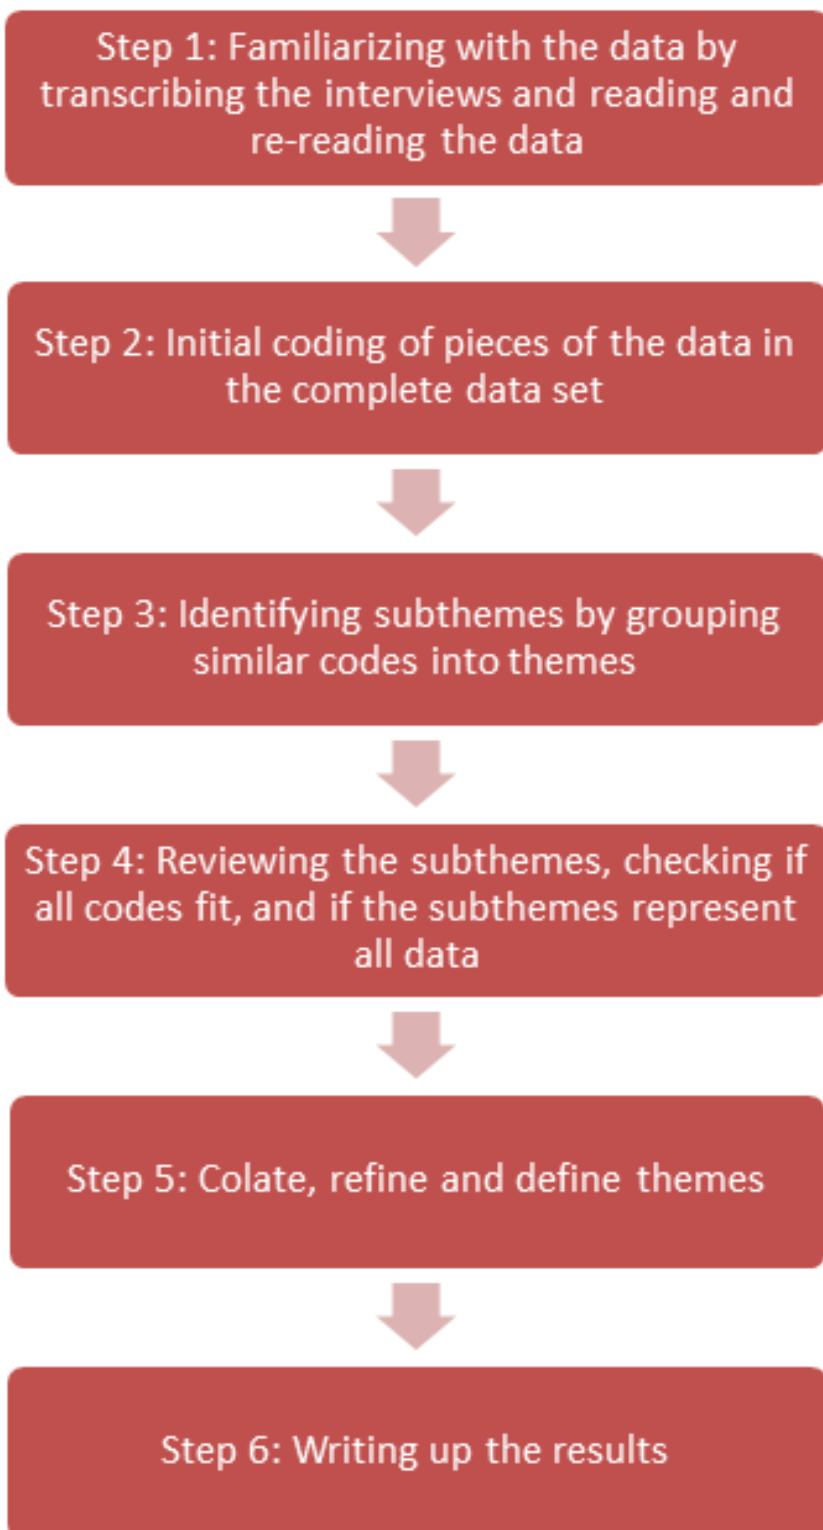 Step 1: Familiarizing with the data by
transcribing the interviews and reading and
re-reading the data
Step 2: Initial coding of pieces of the data in
the complete data set
Step 3: Identifying subthemes by grouping
similar codes into themes
Step 4: Reviewing the subthemes, checking if
all codes fit, and if the subthemes represent
all data
Step 5: Colate, refine and define themes
Step 6: Writing up the results